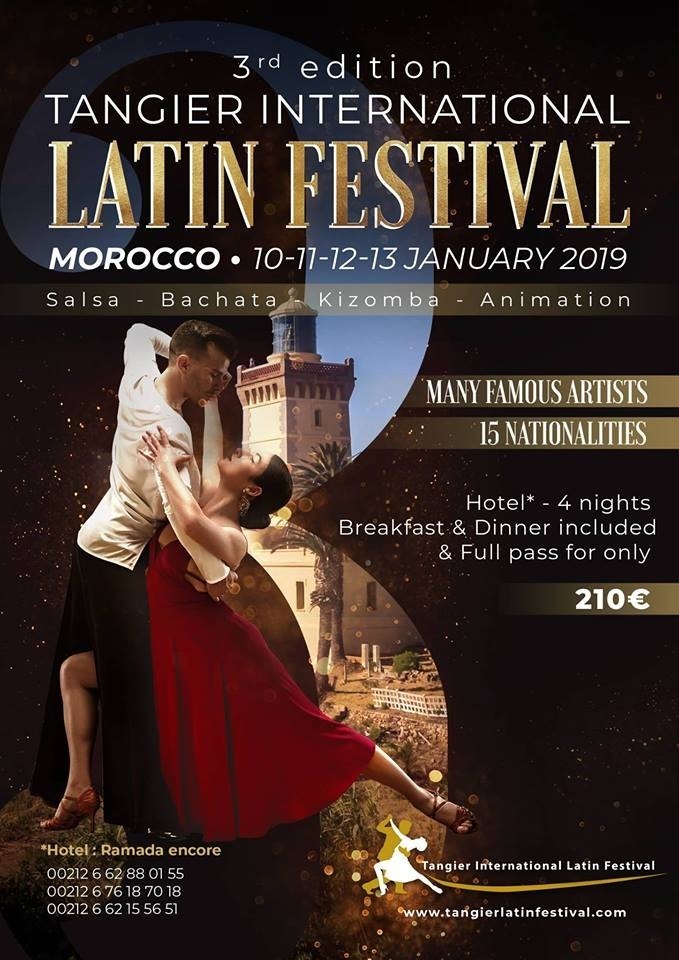 3rd edition
TANGIER INTERNATIONAL
LATIN FESTIVAL
MOROCCO • 10-11-12-13 JANUARY 2019
Salsa - Bachata - Kizomba - Animation
MANY FAMOUS ARTISTS
15 NATIONALITIES
Hotel* - 4 nights
Breakfast & Dinner included
& Full pass for only
210€
*Hotel : Ramada encore
00212 6 62 88 01 55
00212 6 76 18 70 18
00212 6 62 15 56 51
Tangier International Latin Festival
www.tangierlatinfestival.com